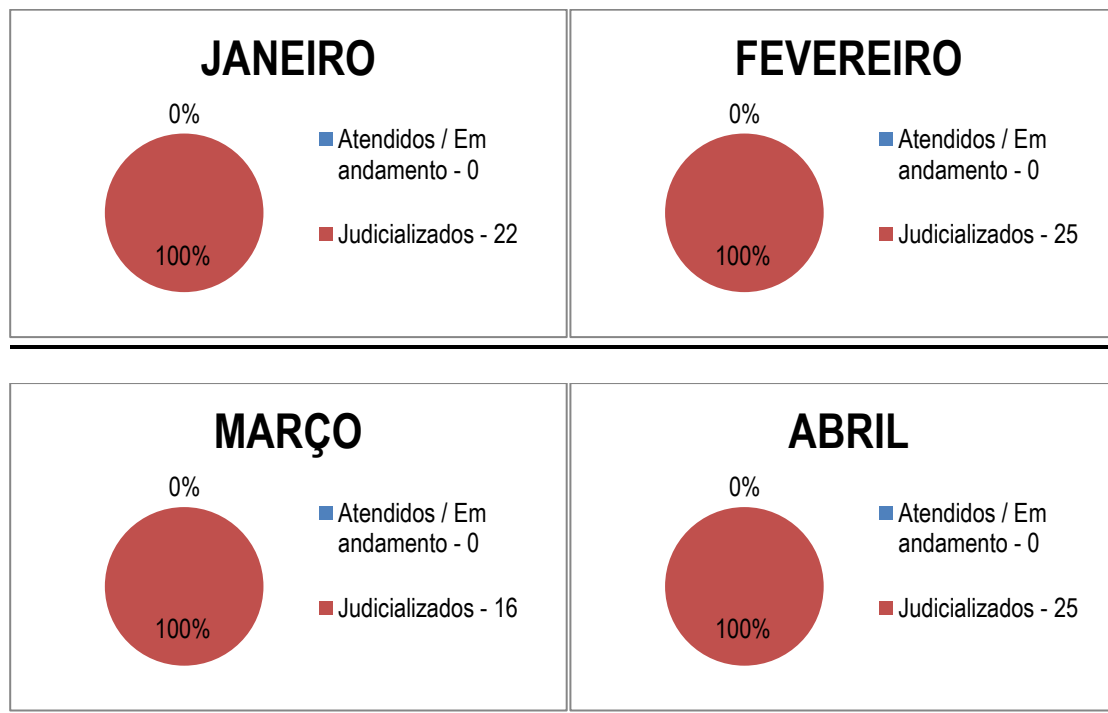 JANEIRO
0%
100%
Atendidos / Em
andamento - 0
Judicializados - 22
FEVEREIRO
0%
100%
Atendidos / Em
andamento - 0
Judicializados - 25
MARÇO
0%
100%
Atendidos / Em
andamento - 0
Judicializados - 16
ABRIL
0%
100%
Atendidos / Em
andamento - 0
Judicializados - 25